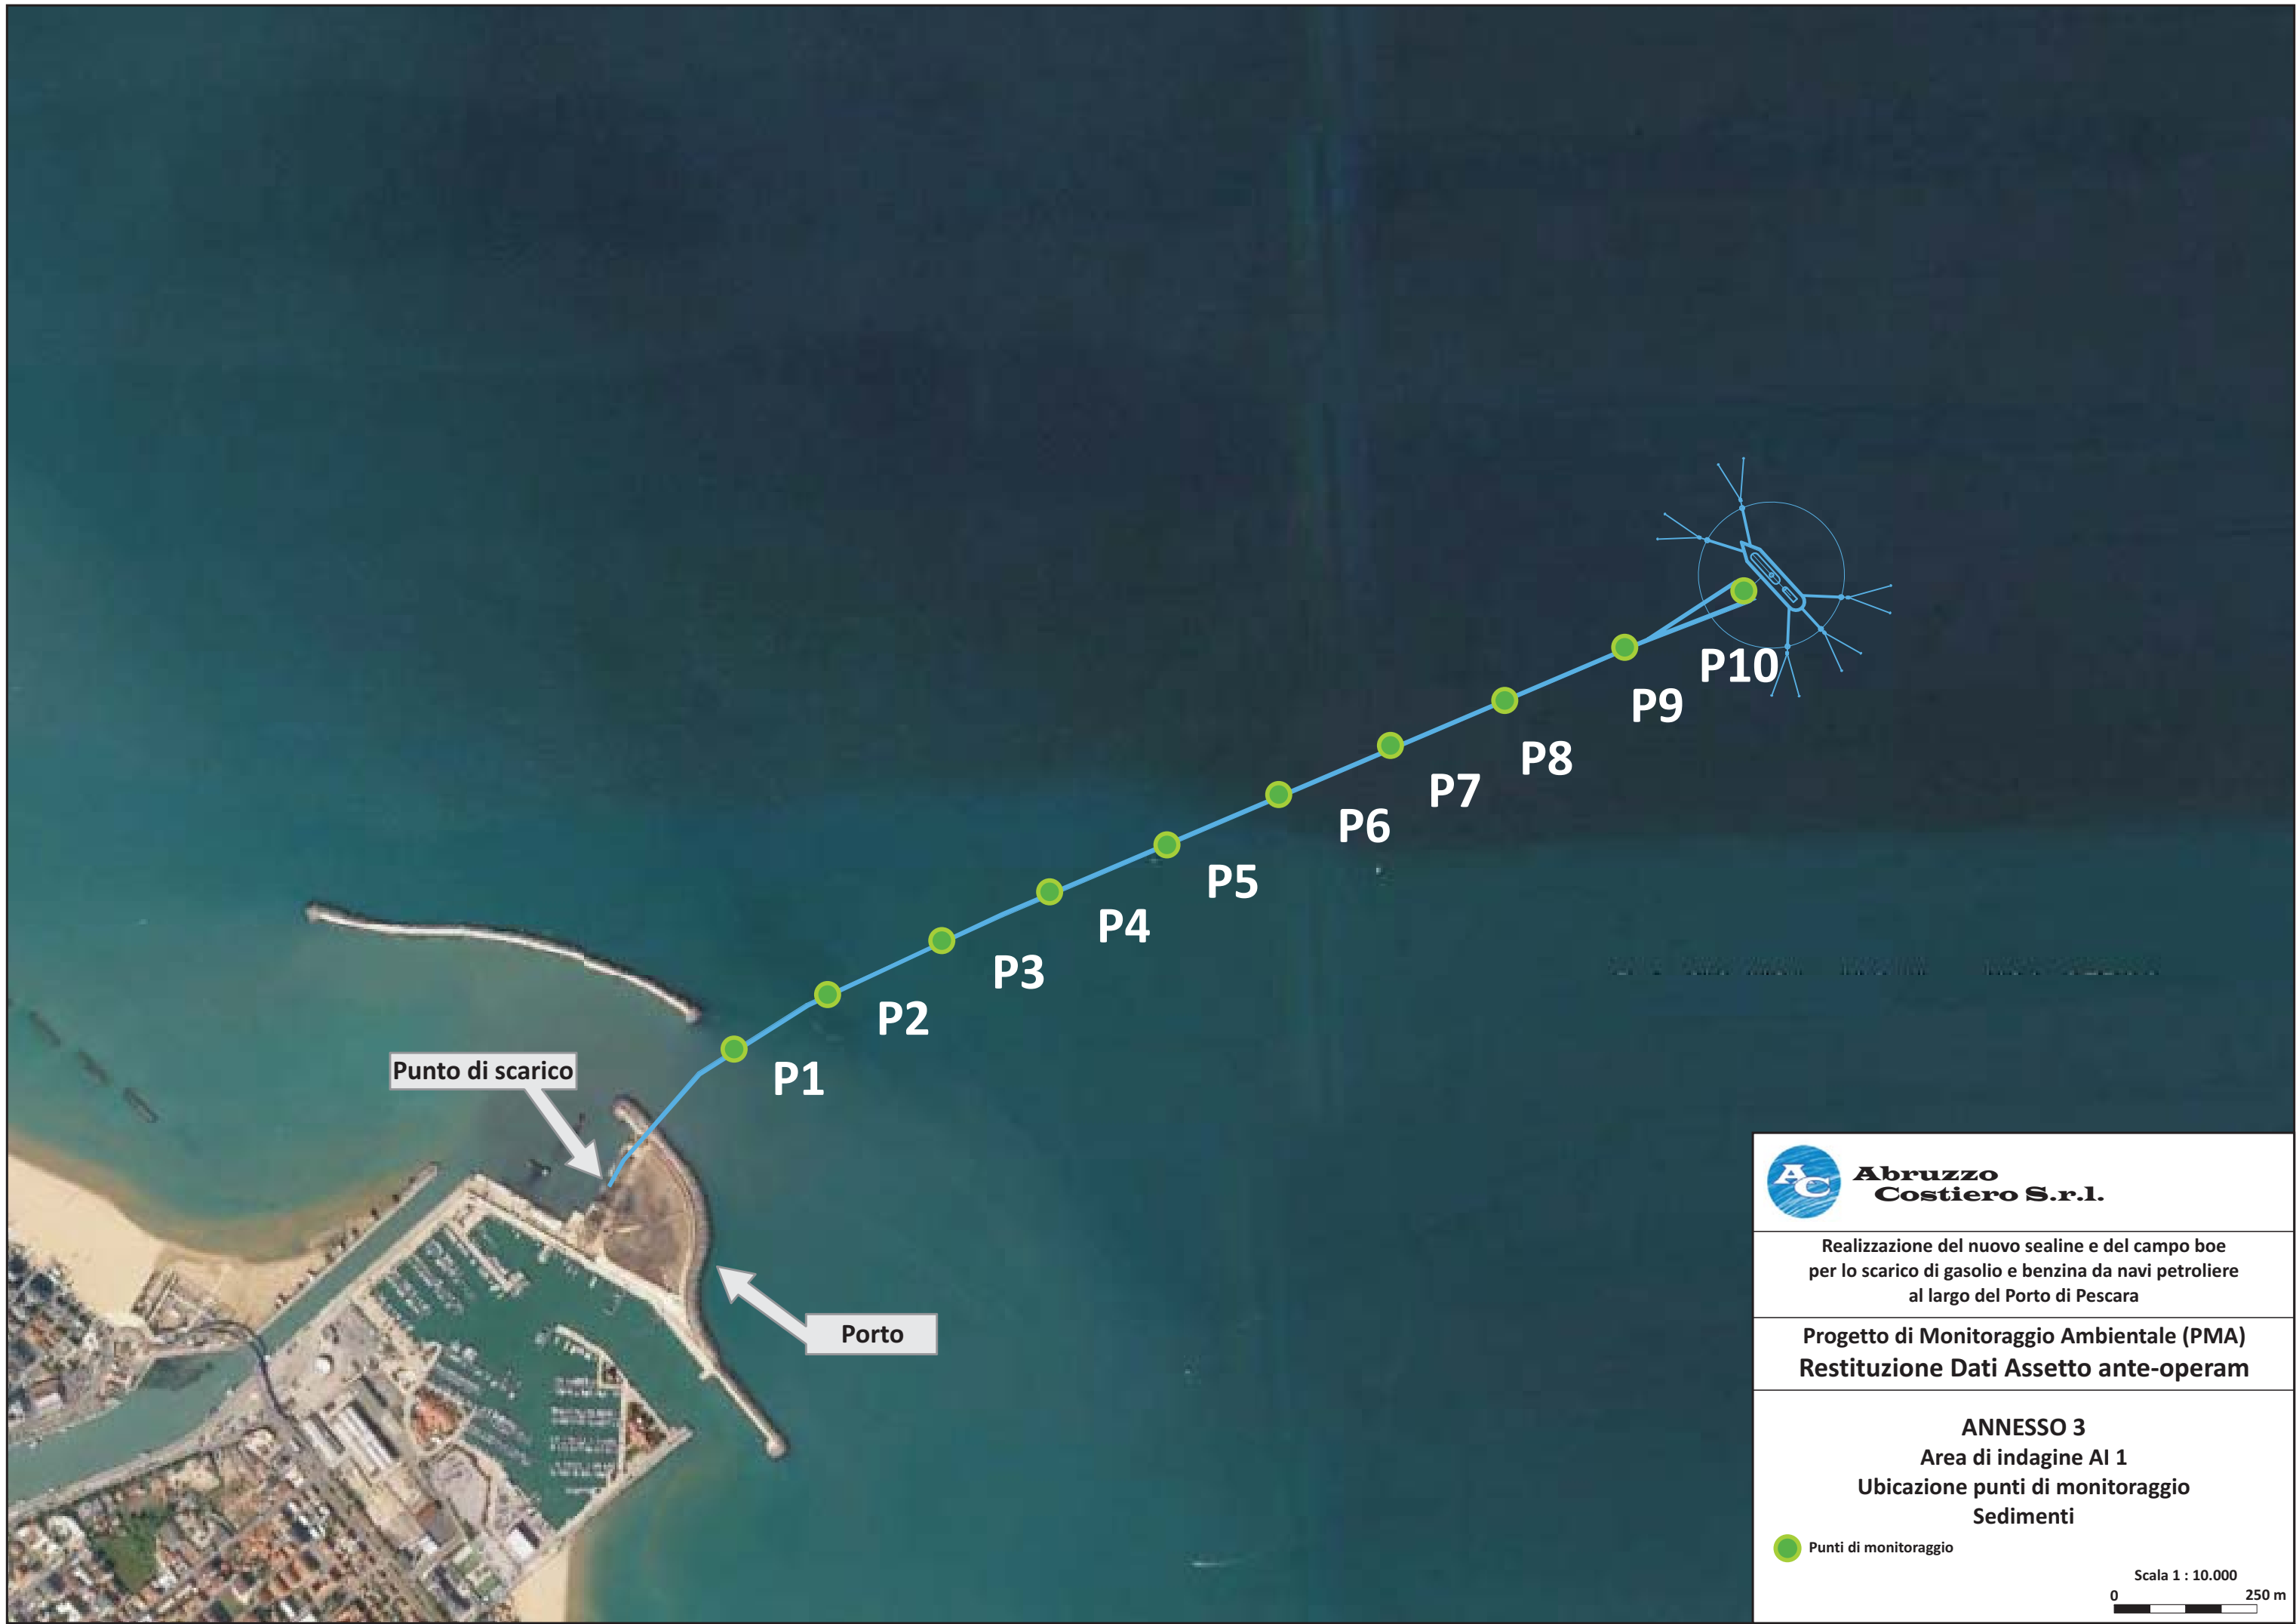 P10
P9
P8
P7
P6
P5
P4
P3
P2
P1
Punto di scarico
Porto
AC
Abruzzo
Costiero S.r.l.
Realizzazione del nuovo sealine e del campo boe
per lo scarico di gasolio e benzina da navi petroliere
al largo del Porto di Pescara
Progetto di Monitoraggio Ambientale (PMA)
Restituzione Dati Assetto ante-operam
ANNESSO 3
Area di indagine AI 1
Ubicazione punti di monitoraggio
Sedimenti
Punti di monitoraggio
Scala 1 : 10.000
0 250 m